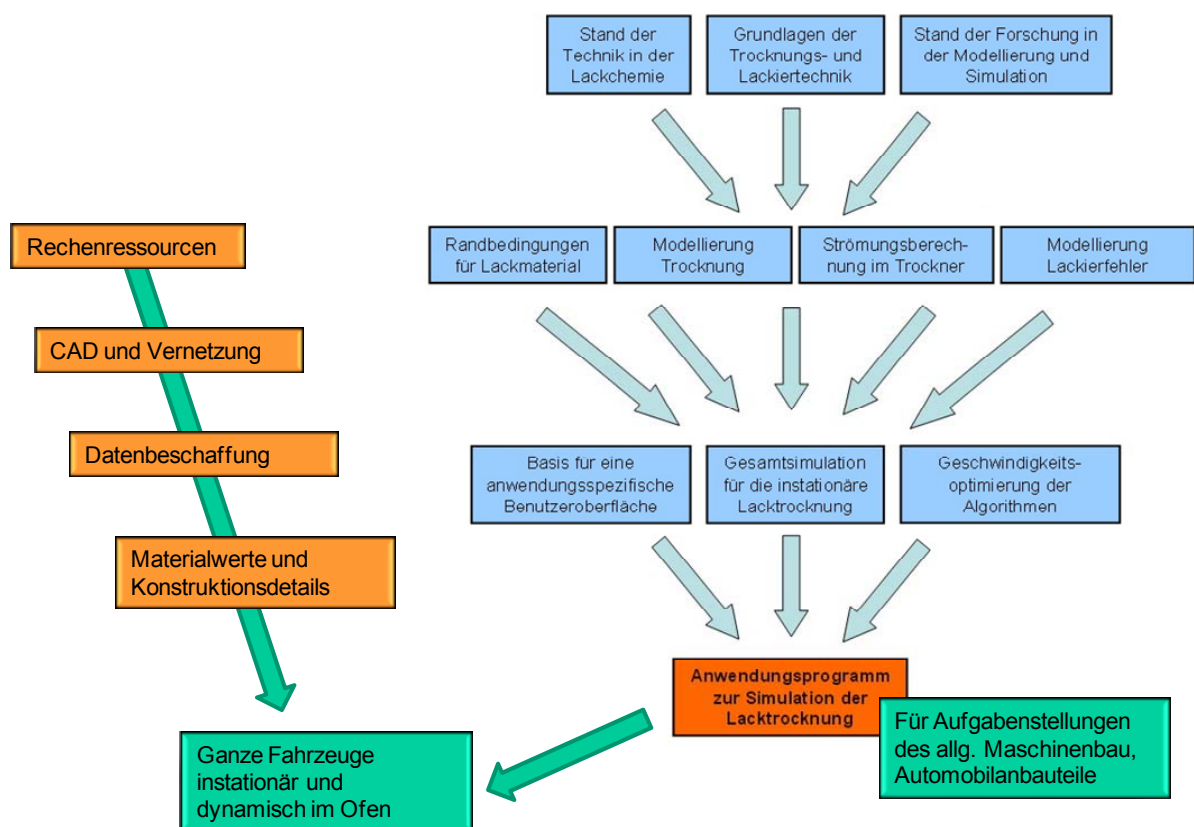 Stand der
Technik in der
Lackchemie
Grundlagen der
Trocknungs- und
Lackiertechnik
Stand der Forschung in
der Modellierung und
Simulation
Randbedingungen
für Lackmaterial
Modellierung
Trocknung
Strömungsberech-
nung im Trockner
Modellierung
Lackierfehler
Rechenressourcen
CAD und Vernetzung
Datenbeschaffung
Materialwerte und
Konstruktionsdetails
Basis für eine
anwendungsspezifische
Benutzeroberfläche
Gesamtsimulation
für die instationäre
Lacktrocknung
Geschwindigkeits-
optimierung der
Algorithmen
Anwendungsprogramm
zur Simulation der
Lacktrocknung
Für Aufgabenstellungen
des allg. Maschinenbau,
Automobilanbauteile
Ganze Fahrzeuge
instationär und
dynamisch im Ofen